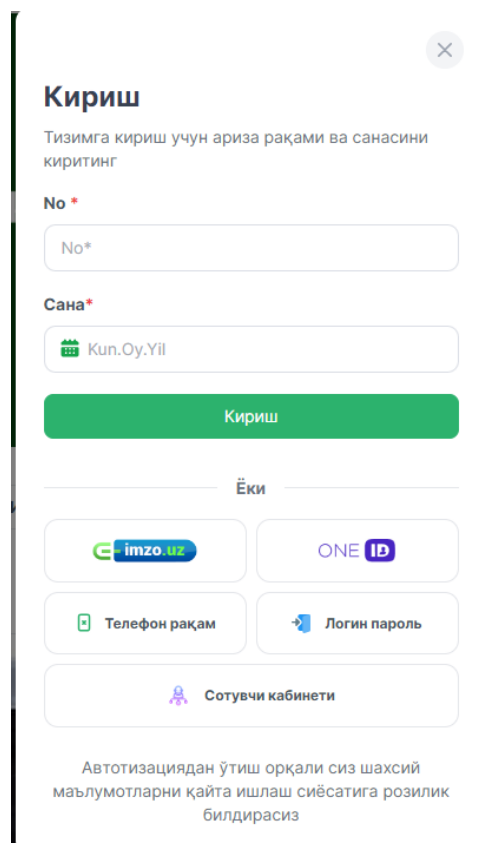 Кириш
Тизимга кириш учун ариза рақами ва санасини
киритинг
No *
No*
Сана*
Kun.Oy.Yil
Кириш
Ёки
E-imzo.uz
ONE ID
Телефон рақам
Логин пароль
Сотувчи кабинети
Автотизациядан ўтиш орқали сиз шахсий
маълумотларни қайта ишлаш сиёсатига розилик
билдирасиз